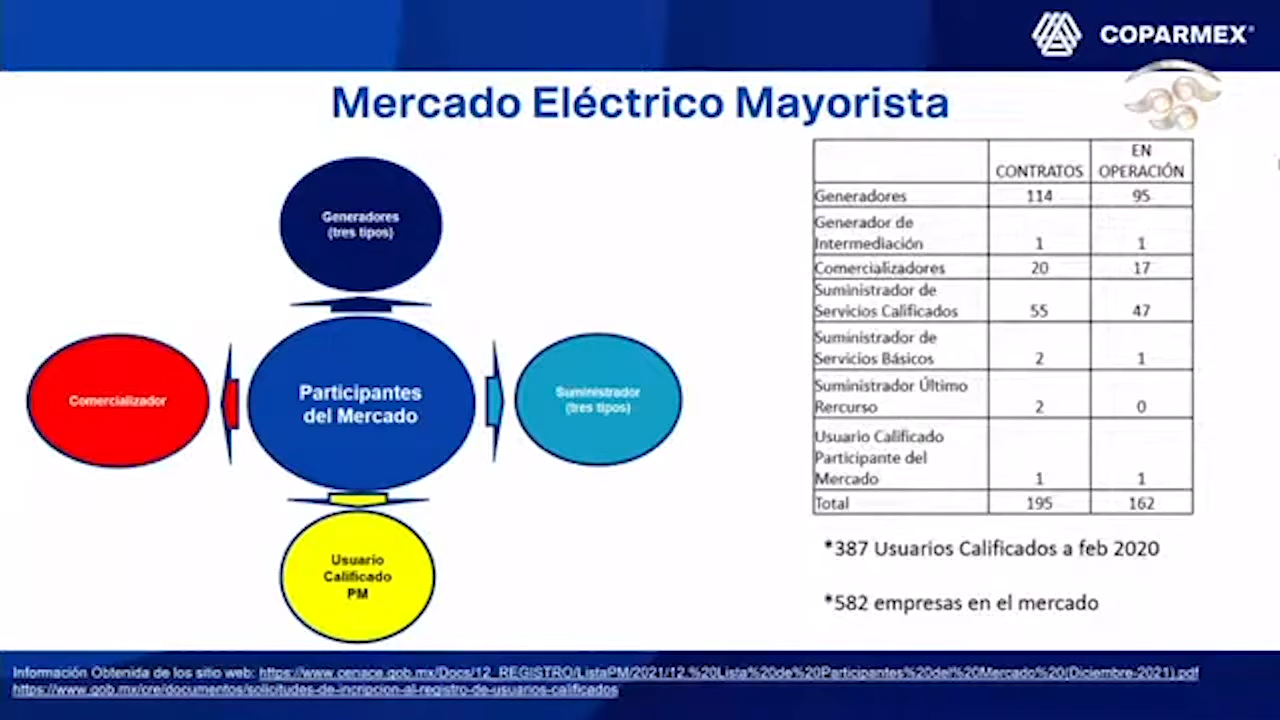 COPARMEX®
Mercado Eléctrico Mayorista
Generadores
(tres tipos)
Comercializador
Participantes
del Mercado
Suministrador
(tres tipos)
Usuario
Calificado
PM
CONTRATOS
EN
OPERACIÓN
Generadores 114 95
Generador de
Intermediación 1 1
Comercializadores 20 17
Suministrador de
Servicios Calificados 55 47
Suministrador de
Servicios Básicos 2 1
Suministrador Último
Rercurso 2 0
Usuario Calificado
Participante del
Mercado 1 1
Total 195 162
*387 Usuarios Calificados a feb 2020
*582 empresas en el mercado
Información Obtenida de los sitio web: https://www.cenace.gob.mx/Docs/12_REGISTRO/ListaPM/2021/12.%20Lista%20de%20Participantes%20del%20Mercado%20(Diciembre-2021).pdf
https://www.gob.mx/cre/documentos/solicitudes-de-incripcion-al-registro-de-usuarios-calificados